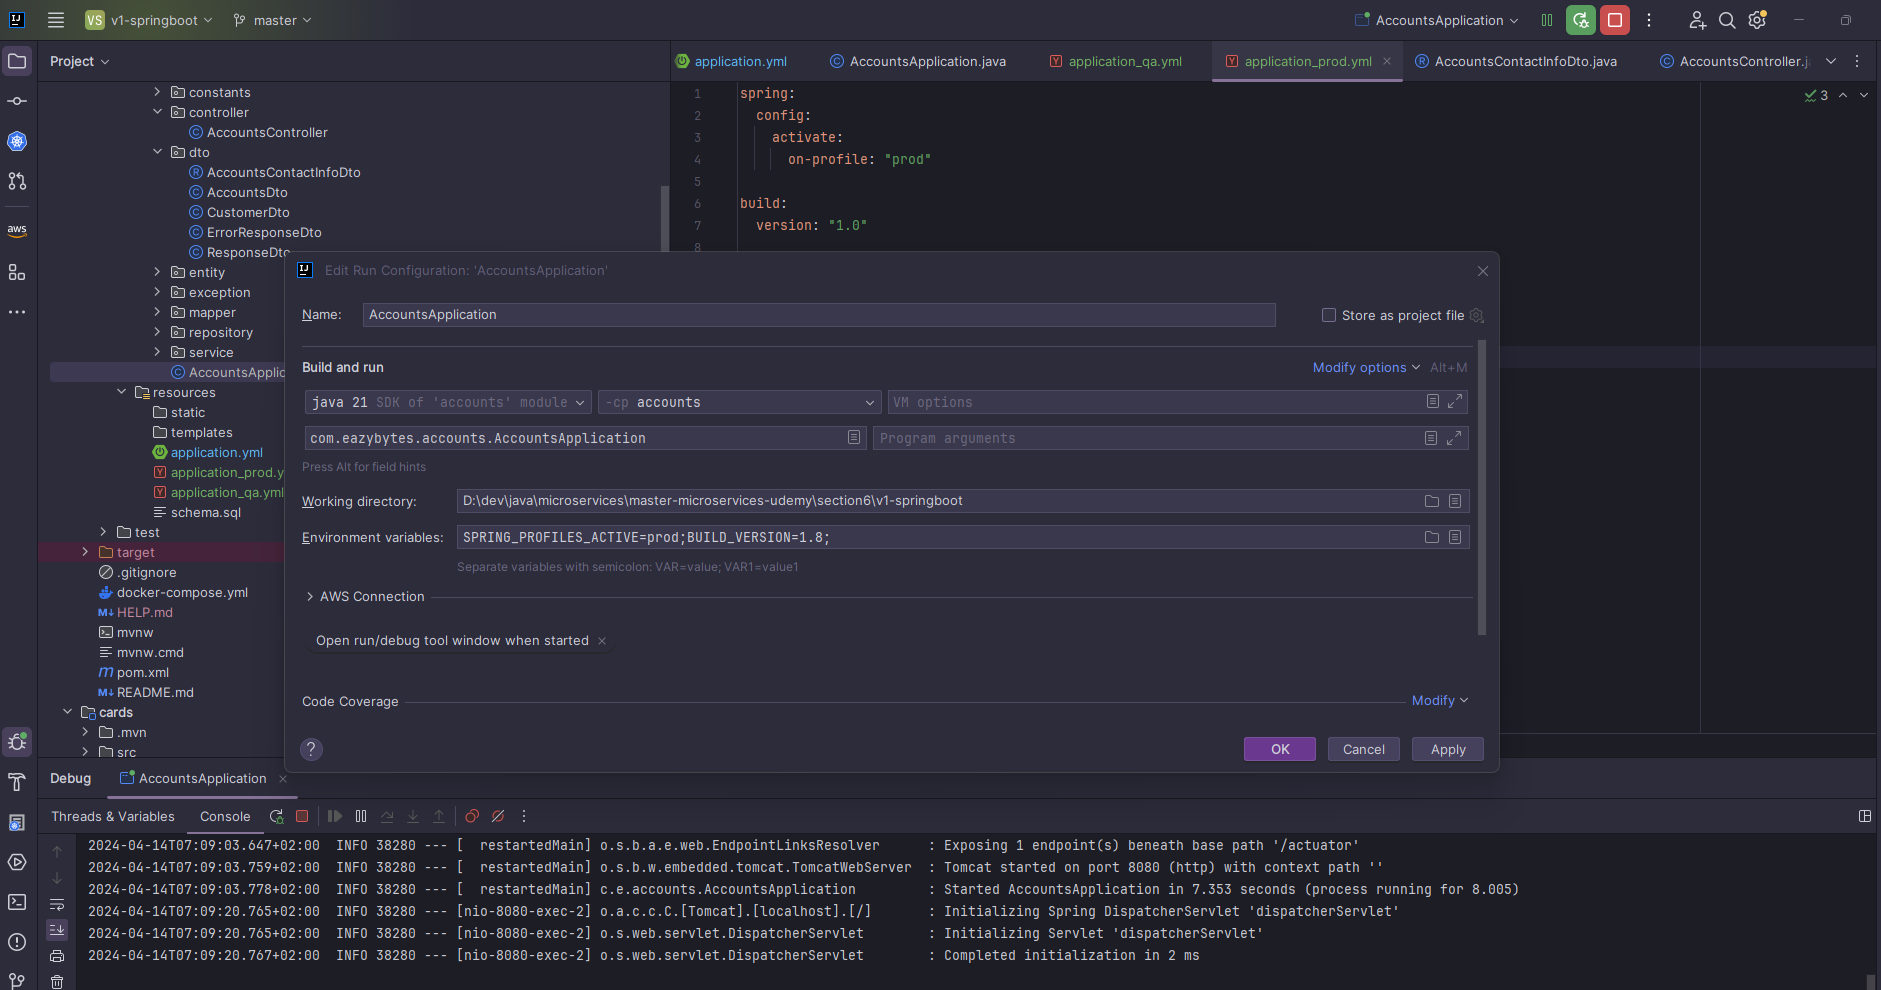 VS v1-springboot master AccountsApplication
Project
application.yml AccountsApplication.java application_qa.yml application_prod.yml AccountsContactInfoDto.java AccountsController.j
constants
controller
AccountsController
dto
AccountsContactInfoDto
AccountsDto
CustomerDto
ErrorResponseDto
ResponseDto
entity
exception
mapper
repository
service
AccountsApplic
resources
static
templates
application.yml
application_prod.y
application_qa.yml
schema.sql
test
target
.gitignore
docker-compose.yml
HELP.md
mvnw
mvnw.cmd
pom.xml
README.md
cards
.mvn
src
aws
3
1 spring:
2 config:
3 activate:
4 on-profile: "prod"
5
6 build:
7 version: "1.0"
8
Edit Run Configuration: 'AccountsApplication'
Name: AccountsApplication Store as project file
Build and run Modify options Alt+M
java 21 SDK of 'accounts' module -cp accounts VM options
com.eazybytes.accounts.AccountsApplication Program arguments
Press Alt for field hints
Working directory: D:\dev\java\microservices\master-microservices-udemy\section6\v1-springboot
Environment variables: SPRING_PROFILES_ACTIVE=prod;BUILD_VERSION=1.8;
Separate variables with semicolon: VAR=value; VAR1=value1
AWS Connection
Open run/debug tool window when started
Code Coverage Modify
? OK Cancel Apply
Debug AccountsApplication
Threads & Variables Console
2024-04-14T07:09:03.647+02:00 INFO 38280 --- [ restartedMain] o.s.b.a.e.web.EndpointLinksResolver : Exposing 1 endpoint(s) beneath base path '/actuator'
2024-04-14T07:09:03.759+02:00 INFO 38280 --- [ restartedMain] o.s.b.w.embedded.tomcat.TomcatWebServer : Tomcat started on port 8080 (http) with context path ''
2024-04-14T07:09:03.778+02:00 INFO 38280 --- [ restartedMain] c.e.accounts.AccountsApplication : Started AccountsApplication in 7.353 seconds (process running for 8.005)
2024-04-14T07:09:20.765+02:00 INFO 38280 --- [nio-8080-exec-2] o.a.c.c.C.[Tomcat].[localhost].[/] : Initializing Spring DispatcherServlet 'dispatcherServlet'
2024-04-14T07:09:20.765+02:00 INFO 38280 --- [nio-8080-exec-2] o.s.web.servlet.DispatcherServlet : Initializing Servlet 'dispatcherServlet'
2024-04-14T07:09:20.767+02:00 INFO 38280 --- [nio-8080-exec-2] o.s.web.servlet.DispatcherServlet : Completed initialization in 2 ms